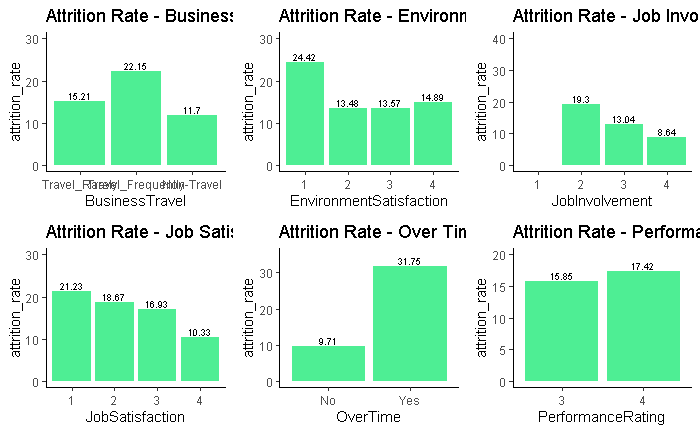 Attrition Rate - Business
30
20
10
0
attrition_rate
15.21
22.15
11.7
Travel_Rarely Travel_Frequently Non-Travel
BusinessTravel
Attrition Rate - Environm
30
20
10
0
attrition_rate
24.42
13.48
13.57
14.89
1 2 3 4
EnvironmentSatisfaction
Attrition Rate - Job Invo
40
30
20
10
0
attrition_rate
19.3
13.04
8.64
1 2 3 4
JobInvolvement
Attrition Rate - Job Satis
30
20
10
0
attrition_rate
21.23
18.67
16.93
10.33
1 2 3 4
JobSatisfaction
Attrition Rate - Over Tim
30
20
10
0
attrition_rate
9.71
31.75
No Yes
OverTime
Attrition Rate - Performa
20
15
10
5
0
attrition_rate
15.85
17.42
3 4
PerformanceRating